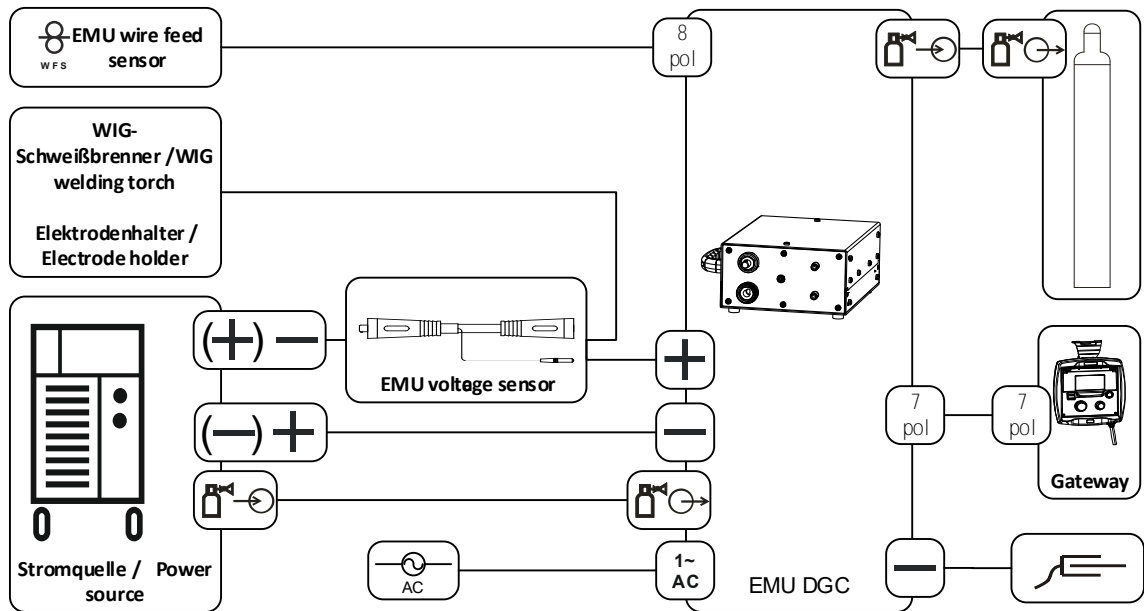 EMU wire feed
sensor
WFS
8
pol
WIG-
Schweißbrenner /WIG
welding torch
Elektrodenhalter /
Electrode holder
(+) −
EMU voltage sensor
+
(−) +
−
7
pol
7
pol
Gateway
Stromquelle / Power
source
AC
1~
AC
EMU DGC
−